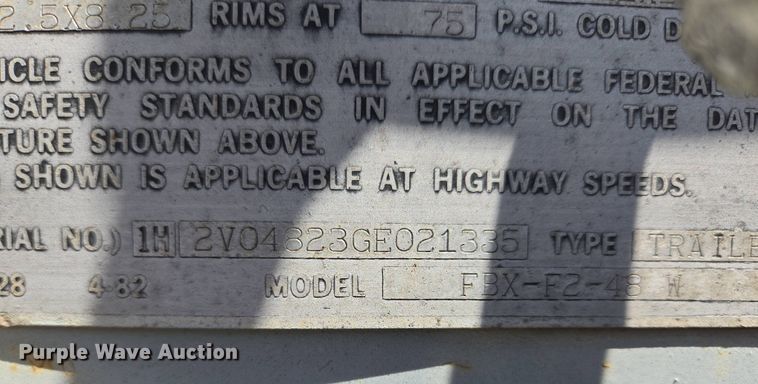 2.5X8.25 RIMS AT 75 P.S.I. COLD D
ICLE CONFORMS TO ALL APPLICABLE FEDERAL
SAFETY STANDARDS IN EFFECT ON THE DAT
TURE SHOWN ABOVE.
SHOWN IS APPLICABLE AT HIGHWAY SPEEDS.
RIAL NO.) 1H 2V04823GE021335 TYPE TRAILE
28 4-82 MODEL FBX-F2-48 W
Purple Wave Auction